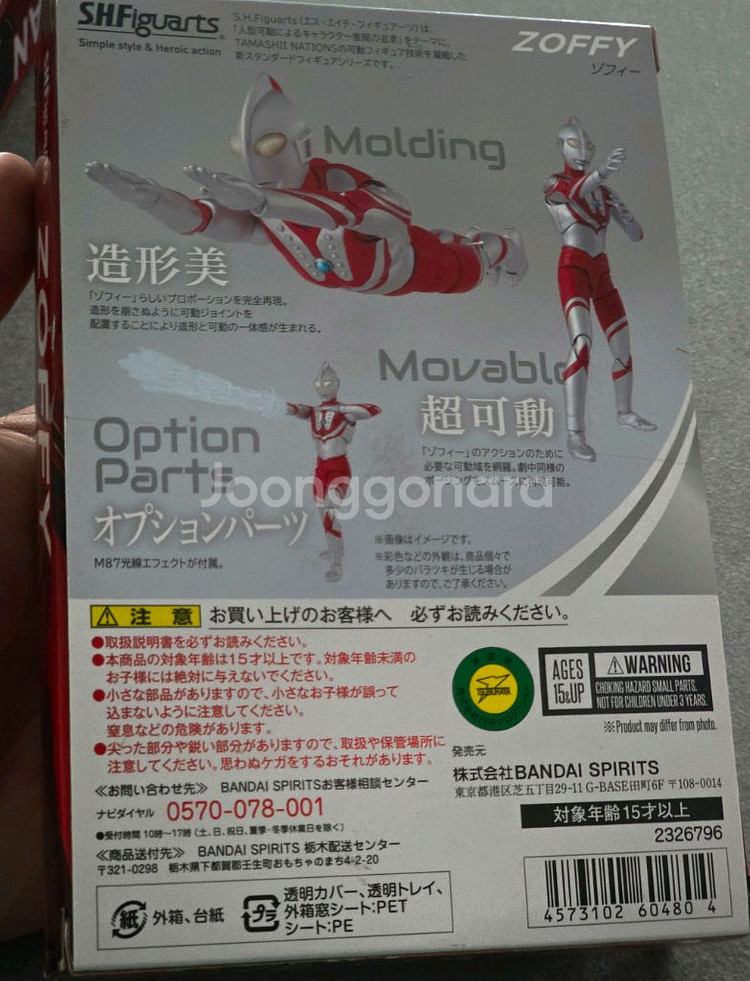 S.H.Figuarts
Simple style & Heroic action
S.H.Figuarts(エス・エイチ・フィギュアーツ)は、
「人型可動によるキャラクター表現の追求」をテーマに、
TAMASHII NATIONSの可動フィギュア技術を凝縮した
新スタンダードフィギュアシリーズです。
ZOFFY
ゾフィー
ZOFFY
Molding
造形美
「ゾフィー」らしいプロポーションを完全再現。
造形を崩さぬように可動ジョイントを
配置することにより造形と可動の一体感が生まれる。
Movable
超可動
「ゾフィー」のアクションのために
必要な可動域を網羅。劇中同様の
Option
Parts
オプションパーツ
M87光線エフェクトが付属。
Joonggonara
※画像はイメージです。
※彩色などの外観は、商品個々で
多少のバラツキが生じる場合が
ありますので、ご了承ください。
注 意 お買い上げのお客様へ 必ずお読みください。
●取扱説明書を必ずお読みください。
●本商品の対象年齢は15才以上です。対象年齢未満の
お子様には絶対に与えないでください。
●小さな部品がありますので、小さなお子様が誤って
込まないように注意してください。
窒息などの危険があります。
●尖った部分や鋭い部分がありますので、取扱や保管場所に
注意してください。思わぬケガをするおそれがあります。
TSUBURAYA
AGES
15&UP
WARNING
CHOKING HAZARD SMALL PARTS.
NOT FOR CHILDREN UNDER 3 YEARS.
※Product may differ from photo.
≪お問い合わせ先≫ BANDAI SPIRITSお客様相談センター
ナビダイヤル 0570-078-001
●受付時間 10時〜17時(土、日、祝日、夏季・冬季休業日を除く)
≪商品送付先≫ BANDAI SPIRITS 栃木配送センター
〒321-0298 栃木県下都賀郡壬生町おもちゃのまち4-2-20
発売元
株式会社BANDAI SPIRITS
東京都港区芝五丁目29-11 G-BASE田町6F 〒108-0014
対象年齢15才以上
2326796
紙 外箱、台紙
プラ 透明カバー、透明トレイ、
外箱窓シート:PET
シート:PE
4573102 60480 4